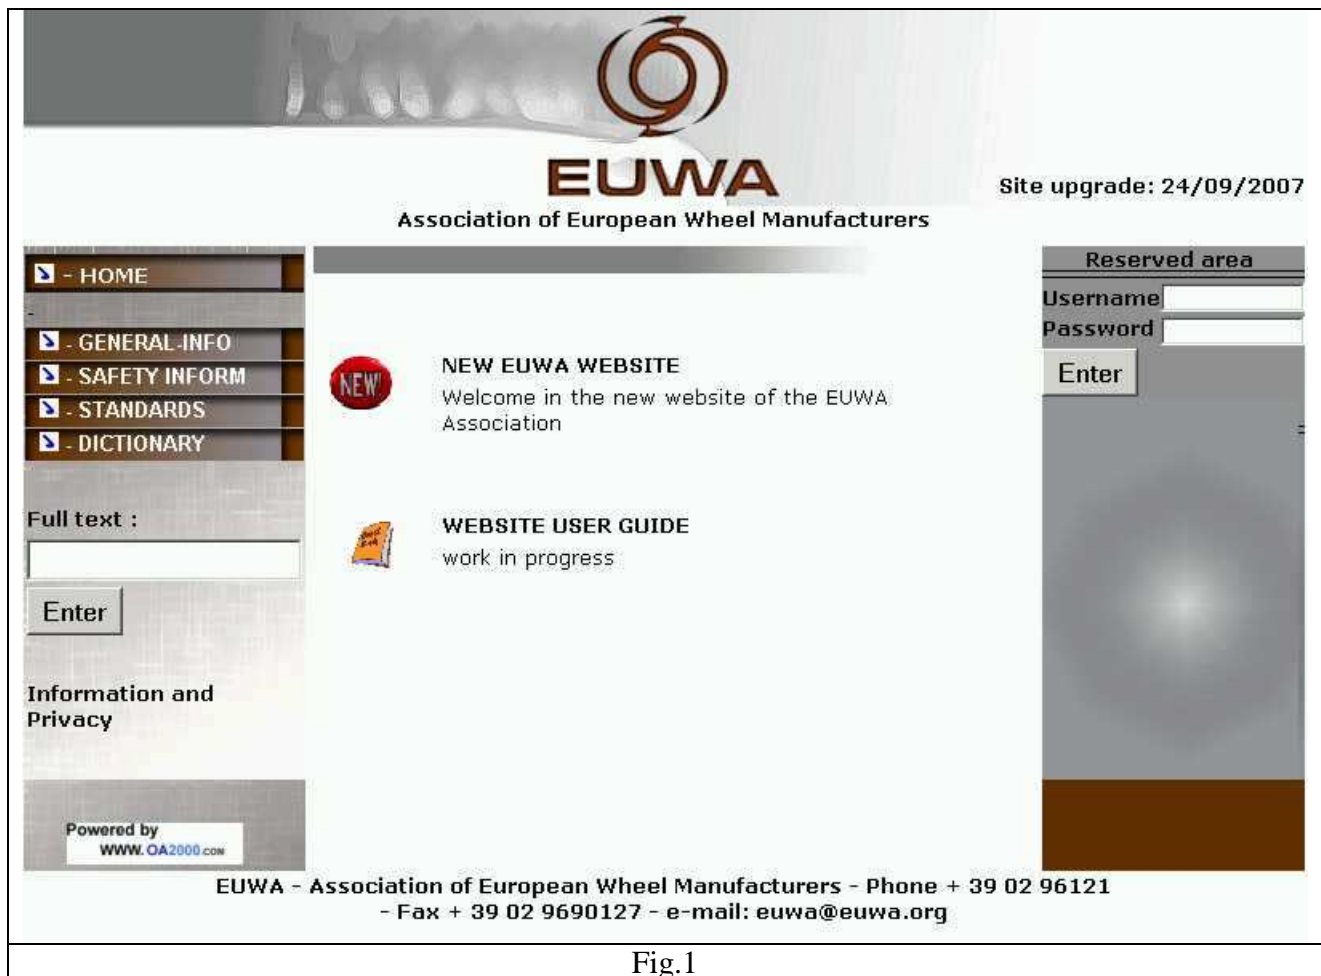 EUWA
Site upgrade: 24/09/2007
Association of European Wheel Manufacturers
- HOME
-
- GENERAL-INFO
- SAFETY INFORM
- STANDARDS
- DICTIONARY
Full text :
Enter
Information and
Privacy
Powered by
WWW.OA2000.COM
NEW!
NEW EUWA WEBSITE
Welcome in the new website of the EUWA
Association
WEBSITE USER GUIDE
work in progress
Reserved area
Username
Password
Enter
EUWA - Association of European Wheel Manufacturers - Phone + 39 02 96121
- Fax + 39 02 9690127 - e-mail: euwa@euwa.org
Fig.1